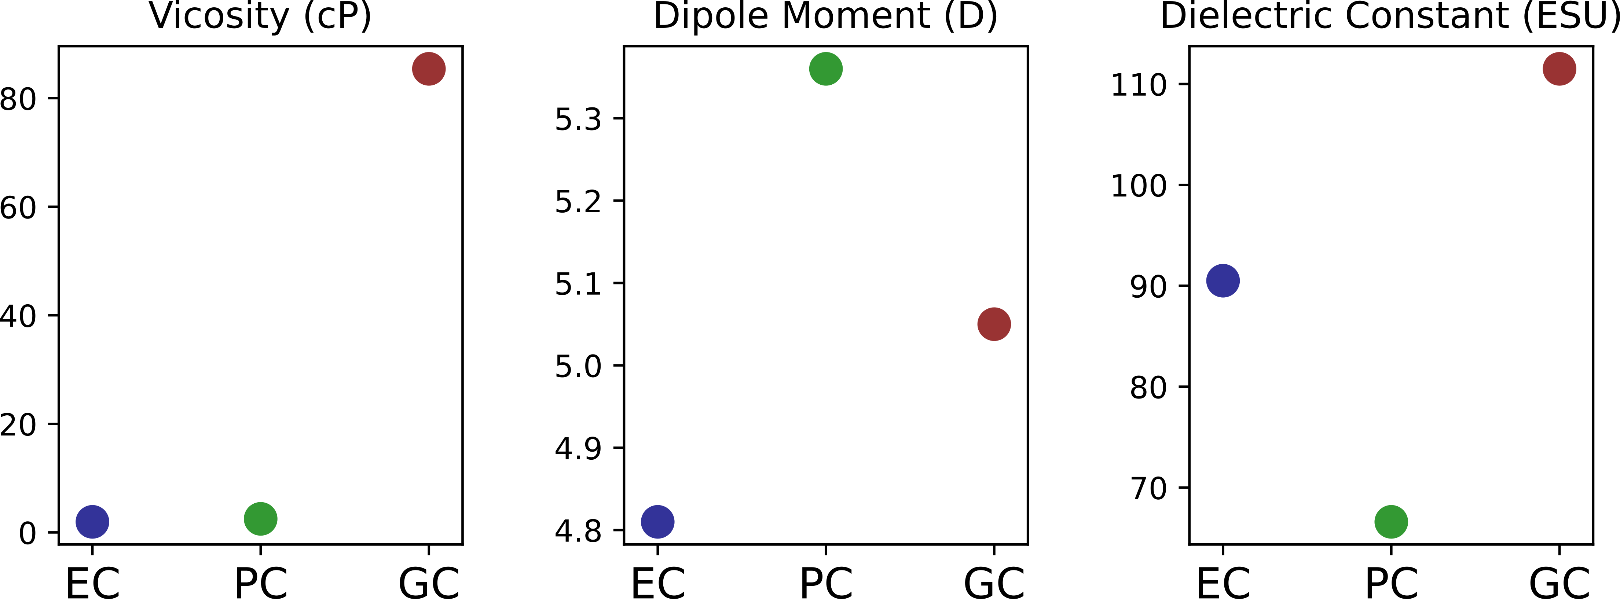 Vicosity (cP)
80
60
40
20
0
EC PC GC
Dipole Moment (D)
5.3
5.2
5.1
5.0
4.9
4.8
EC PC GC
Dielectric Constant (ESU)
110
100
90
80
70
EC PC GC